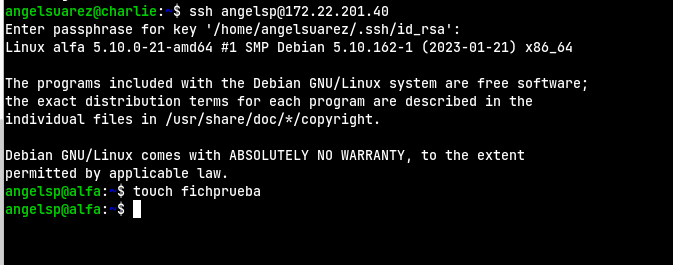 angelsuarez@charlie:~$ ssh angelsp@172.22.201.40
Enter passphrase for key '/home/angelsuarez/.ssh/id_rsa':
Linux alfa 5.10.0-21-amd64 #1 SMP Debian 5.10.162-1 (2023-01-21) x86_64
The programs included with the Debian GNU/Linux system are free software;
the exact distribution terms for each program are described in the
individual files in /usr/share/doc/*/copyright.
Debian GNU/Linux comes with ABSOLUTELY NO WARRANTY, to the extent
permitted by applicable law.
angelsp@alfa:~$ touch fichprueba
angelsp@alfa:~$